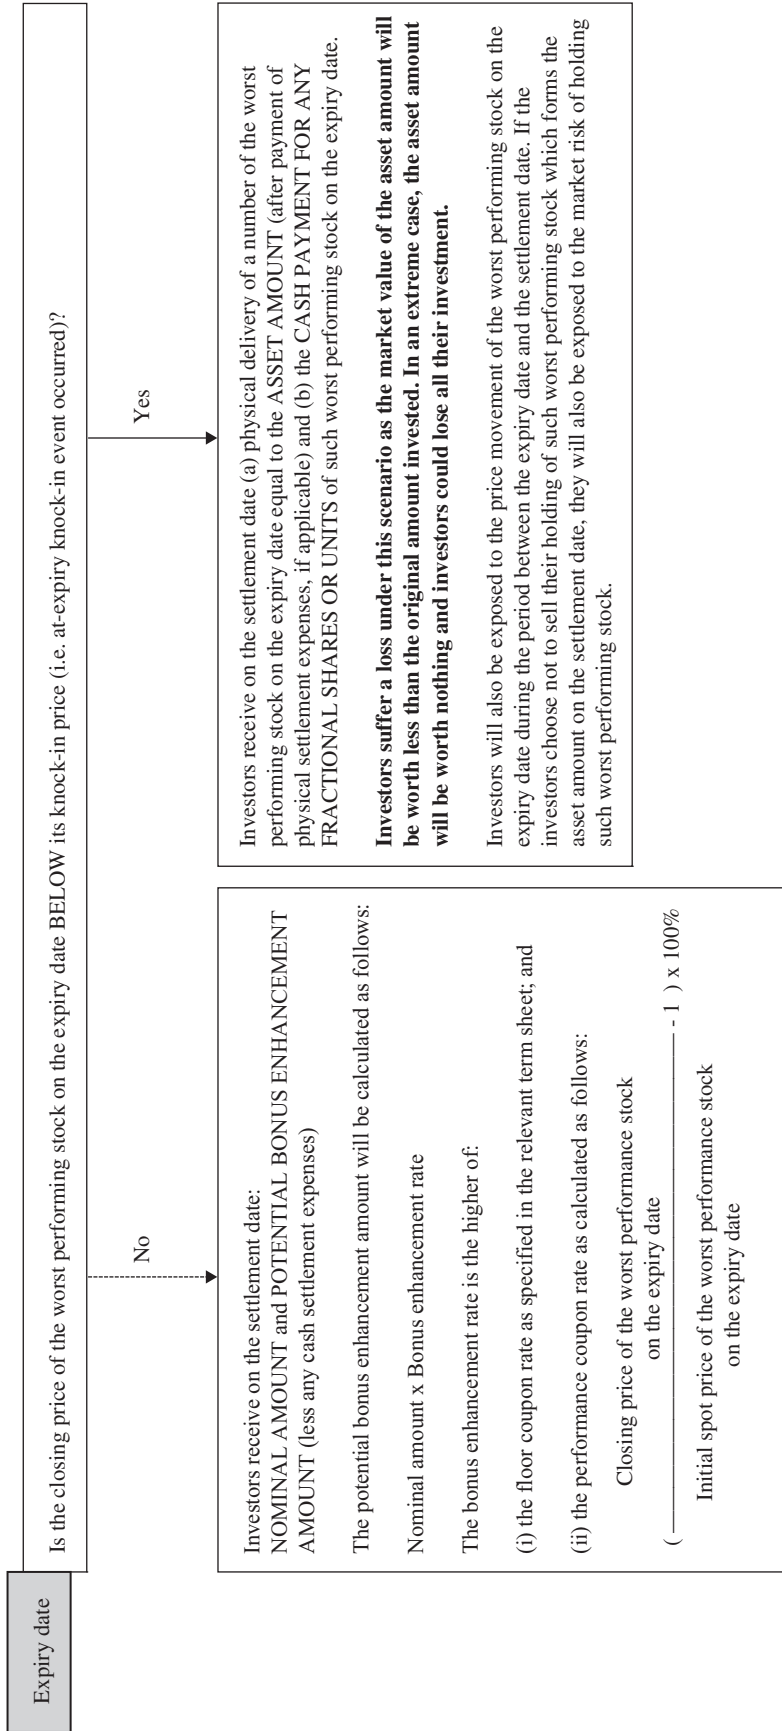 Expiry date
Is the closing price of the worst performing stock on the expiry date BELOW its knock-in price (i.e. at-expiry knock-in event occurred)?
No
Yes
Investors receive on the settlement date:
NOMINAL AMOUNT and POTENTIAL BONUS ENHANCEMENT
AMOUNT (less any cash settlement expenses)
The potential bonus enhancement amount will be calculated as follows:
Nominal amount x Bonus enhancement rate
The bonus enhancement rate is the higher of:
(i) the floor coupon rate as specified in the relevant term sheet; and
(ii) the performance coupon rate as calculated as follows:
Closing price of the worst performance stock
on the expiry date
( ——— - 1 ) x 100%
Initial spot price of the worst performance stock
on the expiry date
Investors receive on the settlement date (a) physical delivery of a number of the worst
performing stock on the expiry date equal to the ASSET AMOUNT (after payment of
physical settlement expenses, if applicable) and (b) the CASH PAYMENT FOR ANY
FRACTIONAL SHARES OR UNITS of such worst performing stock on the expiry date.
Investors suffer a loss under this scenario as the market value of the asset amount will
be worth less than the original amount invested. In an extreme case, the asset amount
will be worth nothing and investors could lose all their investment.
Investors will also be exposed to the price movement of the worst performing stock on the
expiry date during the period between the expiry date and the settlement date. If the
investors choose not to sell their holding of such worst performing stock which forms the
asset amount on the settlement date, they will also be exposed to the market risk of holding
such worst performing stock.